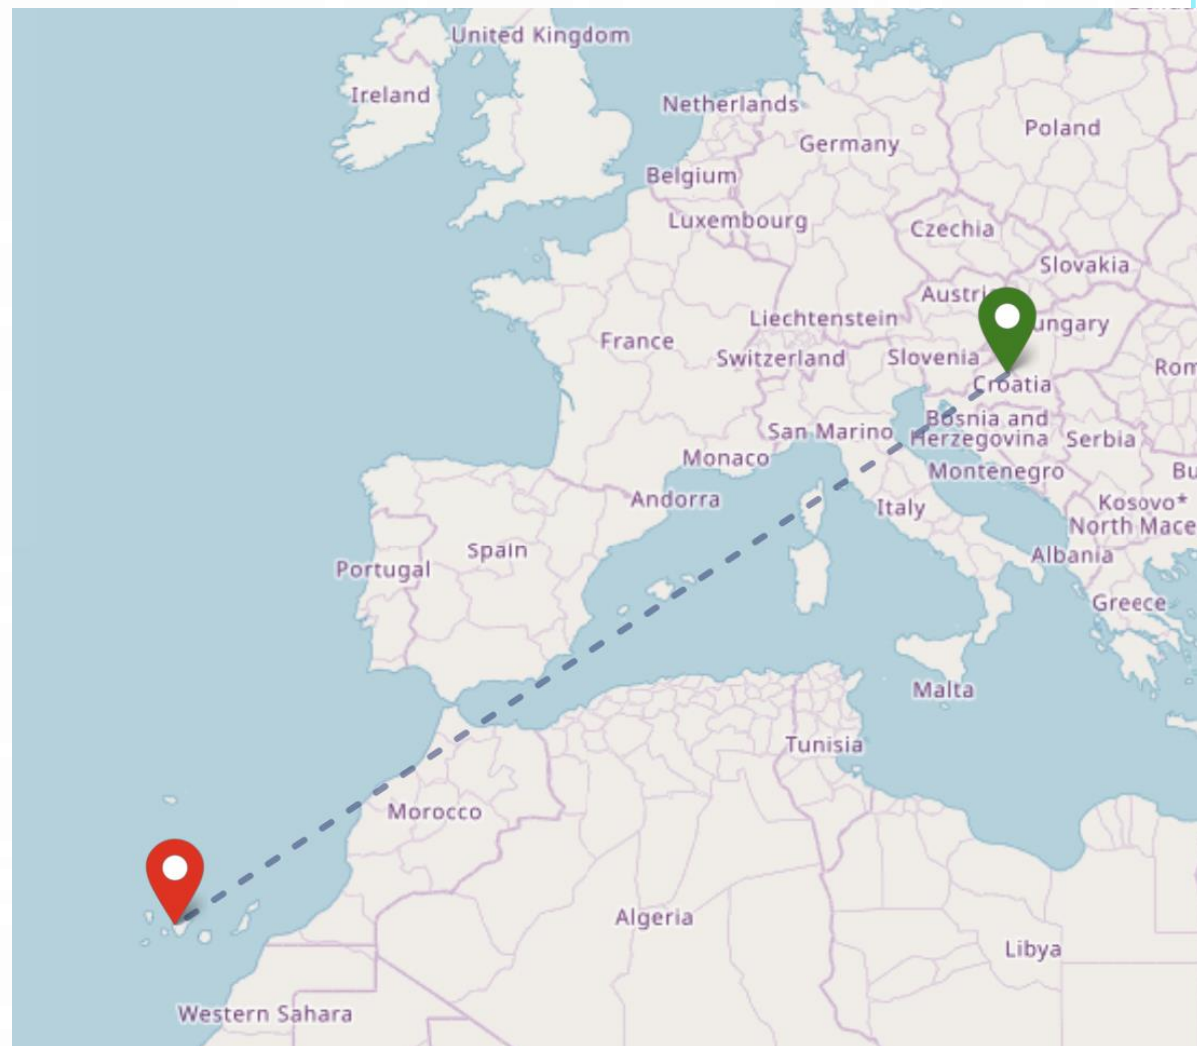 United Kingdom
Ireland
Netherlands
Poland
Germany
Belgium
Luxembourg
Czechia
Slovakia
Austri
Liechtenstein
ungary
France
Switzerland
Slovenia
Rom
Croatia
San Marino
Bosnia and
Herzegovina
Serbia
Monaco
Montenegro
Bu
Andorra
Italy
Kosovo*
North Mace
Spain
Albania
Portugal
Greece
Malta
Tunisia
Morocco
Algeria
Libya
Western Sahara